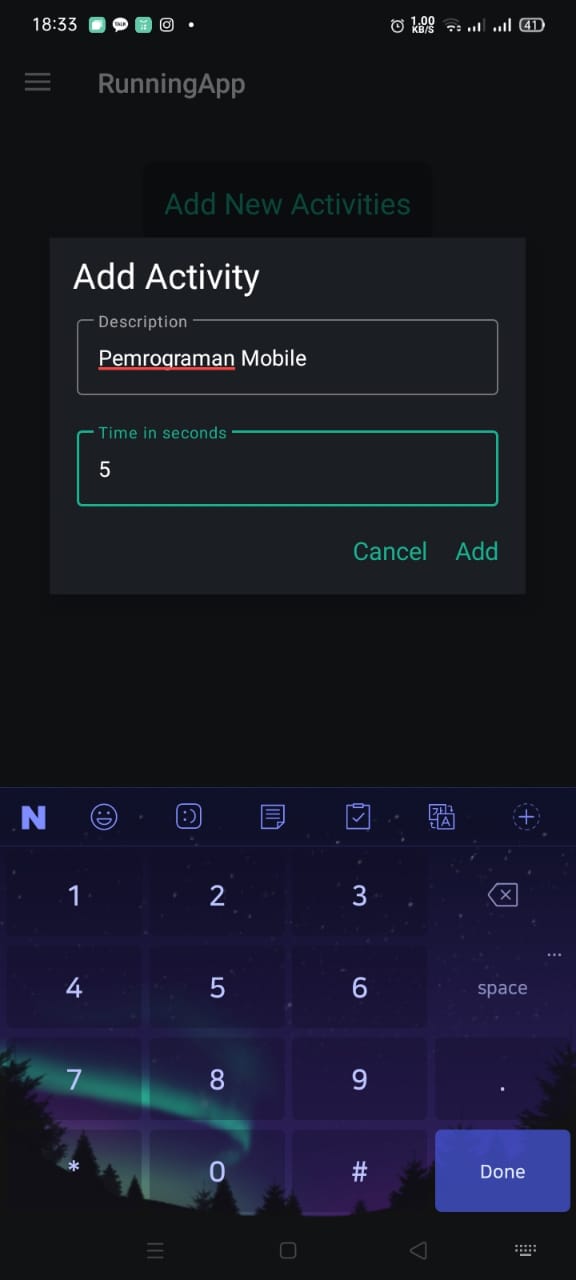 18:33
TALK
1.00
KB/S
41
RunningApp
Add New Activities
Add Activity
Description
Pemrograman Mobile
Time in seconds
5
Cancel Add
N
:)
1 2 3
...
4 5 6 space
7 8 9 .
* 0 # Done